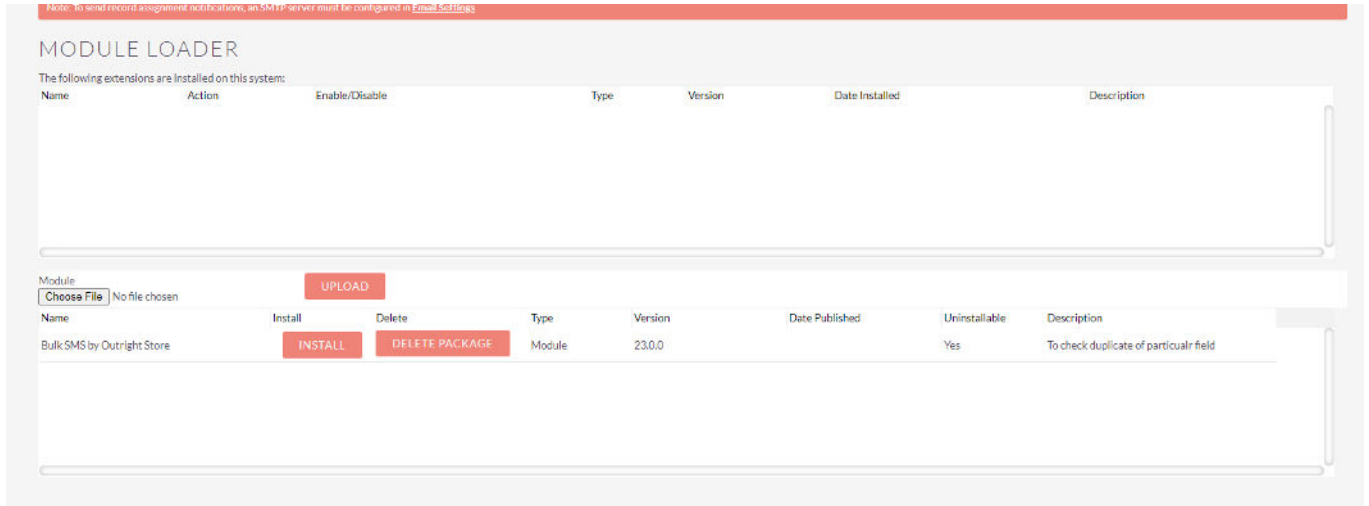 Note: To send record assignment notifications, an SMTP server must be configured in Email Settings
MODULE LOADER
The following extensions are installed on this system:
Name Action Enable/Disable Type Version Date Installed Description
Module
Choose File No file chosen UPLOAD
Name Install Delete Type Version Date Published Uninstallable Description
Bulk SMS by Outright Store INSTALL DELETE PACKAGE Module 23.0.0 Yes To check duplicate of particualr field